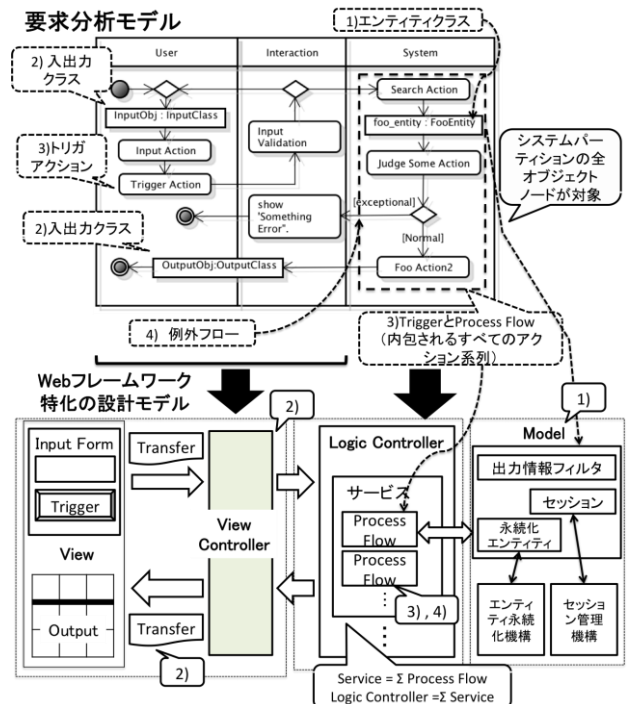 要求分析モデル
1)エンティティクラス
User
Interaction
System
2) 入出力
クラス
Search Action
InputObj : InputClass
foo_entity : FooEntity
Input Action
Input
Validation
3)トリガ
アクション
Judge Some Action
システムパー
ティションの全
オブジェクト
ノードが対象
Trigger Action
[exceptional]
show
"Something
Error".
2)入出力クラス
[Normal]
OutputObj:OutputClass
Foo Action2
4) 例外フロー
3)TriggerとProcess Flow
(内包されるすべてのアク
ション系列)
Webフレームワーク
特化の設計モデル
2)
1)
Input Form
Transfer
Logic Controller
Model
出力情報フィルタ
Trigger
サービス
セッション
View
View
Controller
Process
Flow
永続化
エンティティ
Process
Flow
Output
3) , 4)
エンティ
ティ永続
化機構
セッショ
ン管理
機構
Transfer
2)
Service = Σ Process Flow
Logic Controller =Σ Service